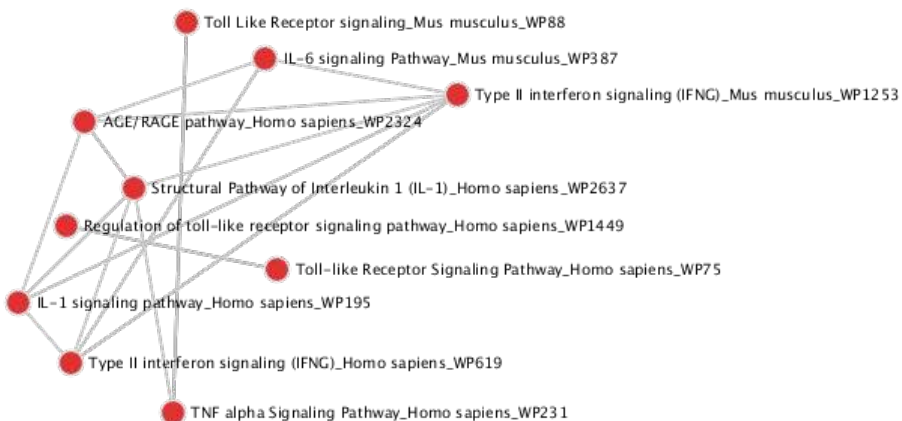 Toll Like Receptor signaling_Mus musculus_WP88
IL-6 signaling Pathway_Mus musculus_WP387
Type II interferon signaling (IFNG)_Mus musculus_WP1253
AGE/RAGE pathway_Homo sapiens_WP2324
Structural Pathway of Interleukin 1 (IL-1)_Homo sapiens_WP2637
Regulation of toll-like receptor signaling pathway_Homo sapiens_WP1449
Toll-like Receptor Signaling Pathway_Homo sapiens_WP75
IL-1 signaling pathway_Homo sapiens_WP195
Type II interferon signaling (IFNG)_Homo sapiens_WP619
TNF alpha Signaling Pathway_Homo sapiens_WP231